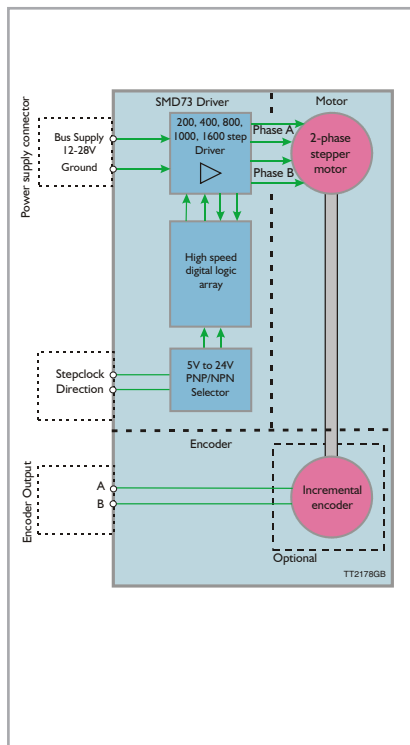 SMD73 Driver
Motor
Power supply connector
Bus Supply
12-28V
Ground
200, 400, 800,
1000, 1600 step
Driver
Phase A
Phase B
2-phase
stepper
motor
High speed
digital logic
array
Stepclock
Direction
5V to 24V
PNP/NPN
Selector
Encoder
Encoder Output
A
B
Incremental
encoder
Optional
TT2178GB